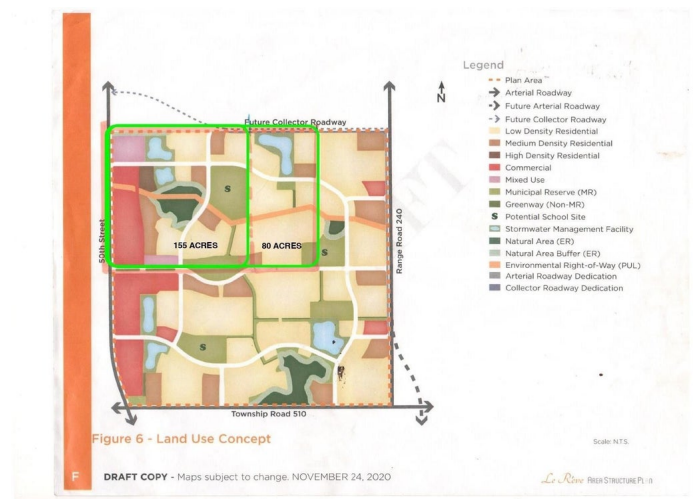 Legend
Plan Area
Arterial Roadway
Future Arterial Roadway
Future Collector Roadway
Low Density Residential
Medium Density Residential
High Density Residential
Commercial
Mixed Use
Municipal Reserve (MR)
Greenway (Non-MR)
S Potential School Site
Stormwater Management Facility
Natural Area (ER)
Natural Area Buffer (ER)
Environmental Right-of-Way (PUL)
Arterial Roadway Dedication
Collector Roadway Dedication
N
Future Collector Roadway
S
50th Street
155 ACRES
80 ACRES
S
Range Road 240
S
Township Road 510
Figure 6 - Land Use Concept
Scale: N.T.S.
F
DRAFT COPY - Maps subject to change. NOVEMBER 24, 2020
Le Rêve AREA STRUCTURE PLAN